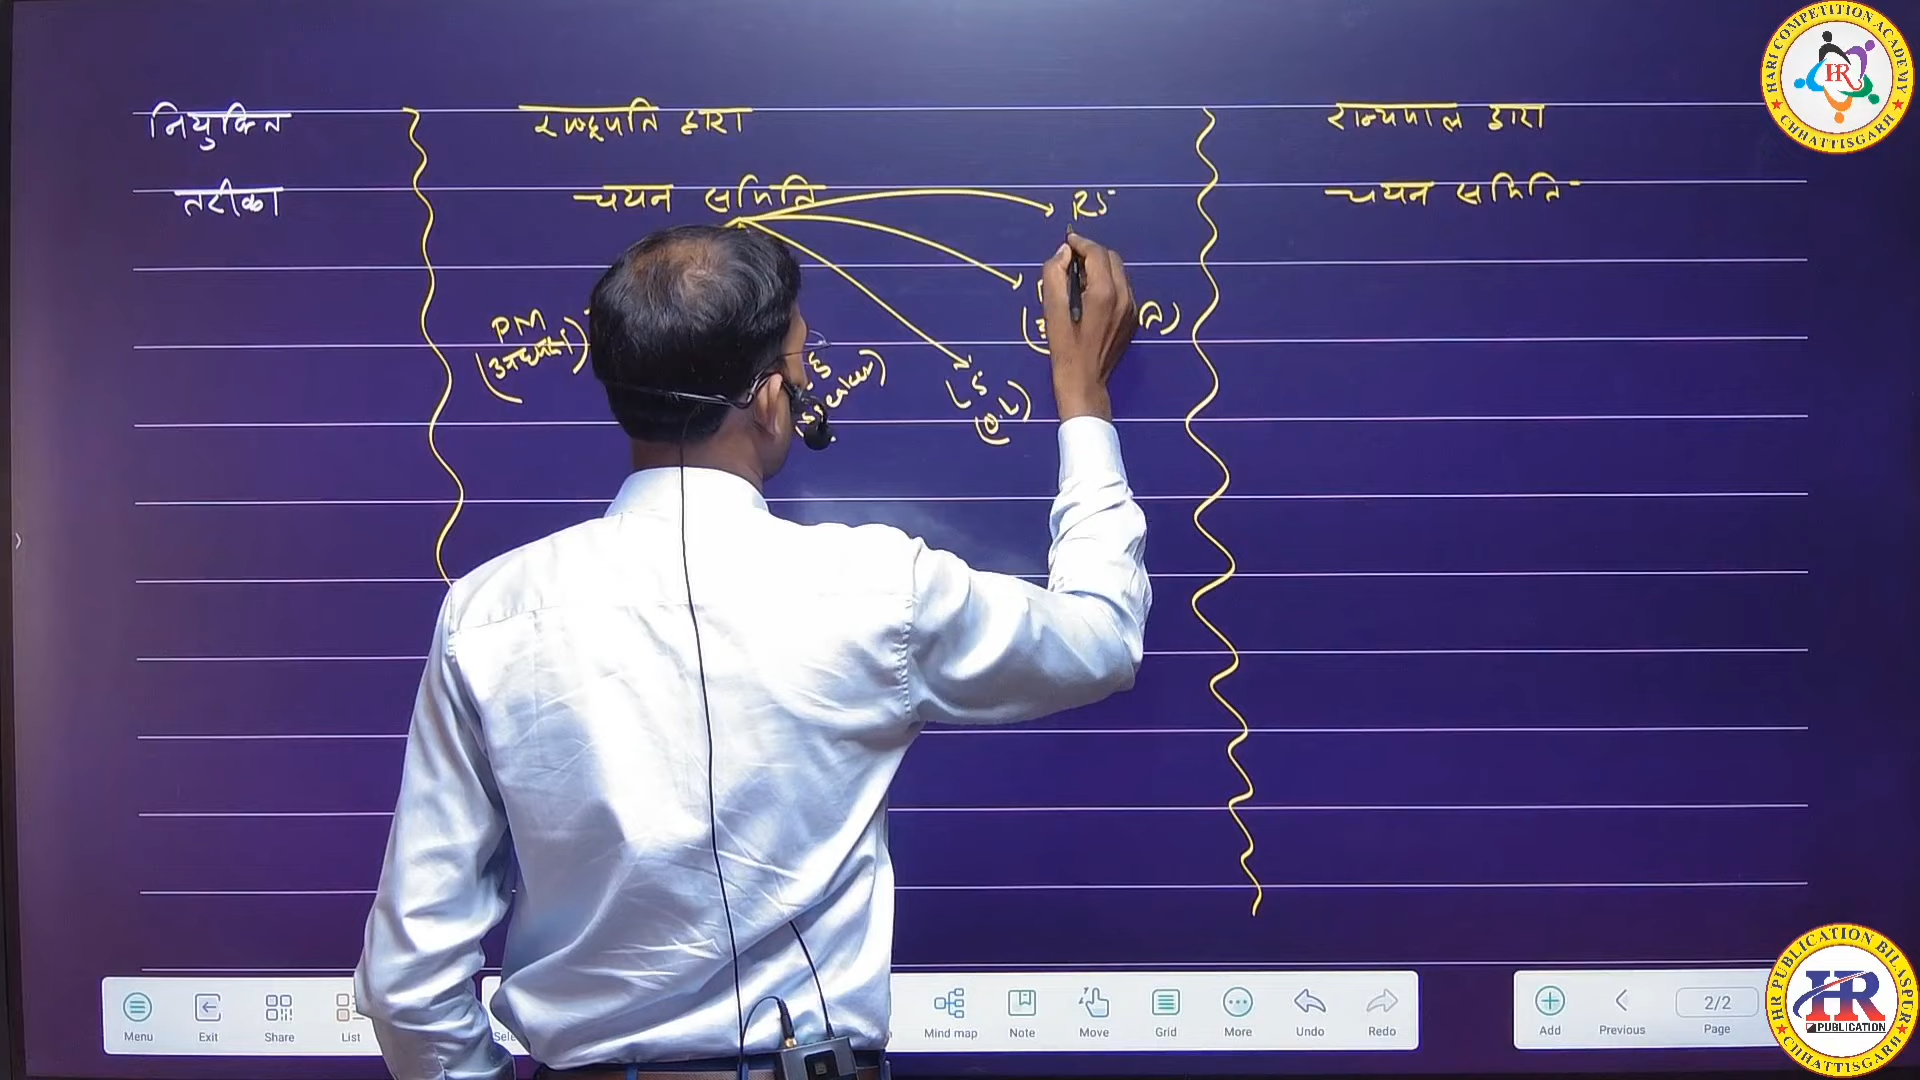 HARI COMPETITION ACADEMY
CHHATTISGARH
HR
नियुक्ति
राष्ट्रपति द्वारा
राज्यपाल द्वारा
तरीका
चयन समिति
RS
चयन समिति
PM
(अध्यक्ष)
LS
(O.L)
Menu
Exit
Share
List
Mind map
Note
Move
Grid
More
Undo
Redo
Add
Previous
2/2
Page
HR PUBLICATION BILASPUR
HR
PUBLICATION
CHHATTISGARH